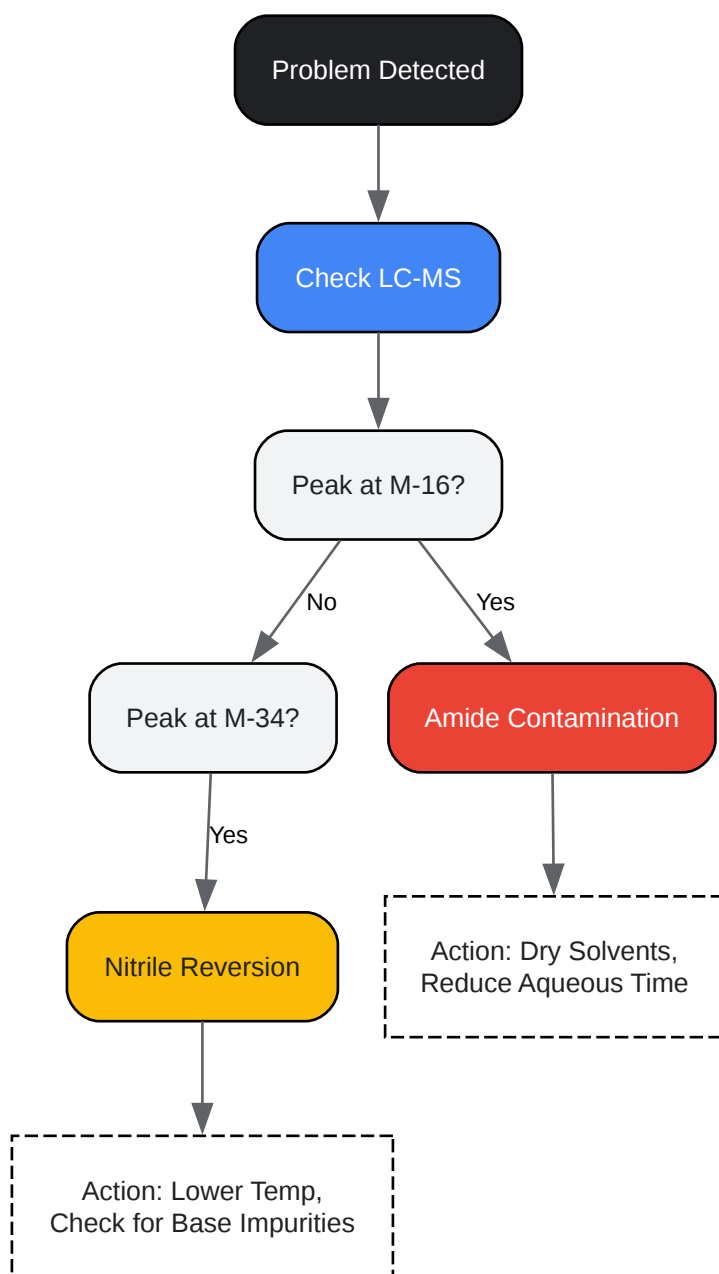 Problem Detected
Check LC-MS
Peak at M-16?
No
Yes
Peak at M-34?
Amide Contamination
Yes
Nitrile Reversion
Action: Dry Solvents,
Reduce Aqueous Time
Action: Lower Temp,
Check for Base Impurities